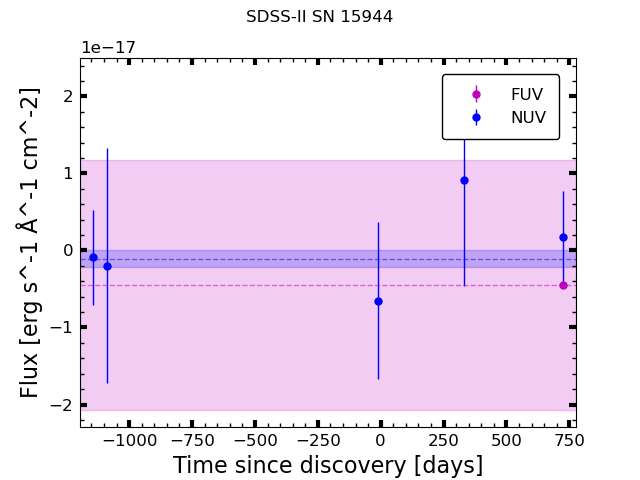 SDSS-II SN 15944
1e−17
FUV
NUV
2
1
0
−1
−2
Flux [erg s^-1 Å^-1 cm^-2]
−1000 −750 −500 −250 0 250 500 750
Time since discovery [days]